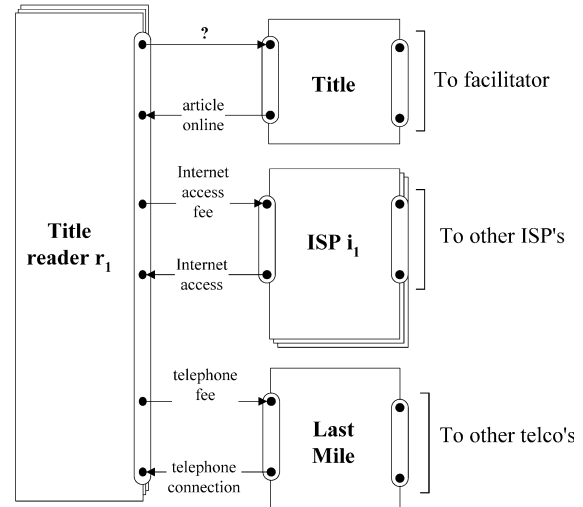 ?
Title
To facilitator
article
online
Internet
access
fee
Title
reader r₁
ISP i₁
To other ISP's
Internet
access
telephone
fee
Last
Mile
To other telco's
telephone
connection